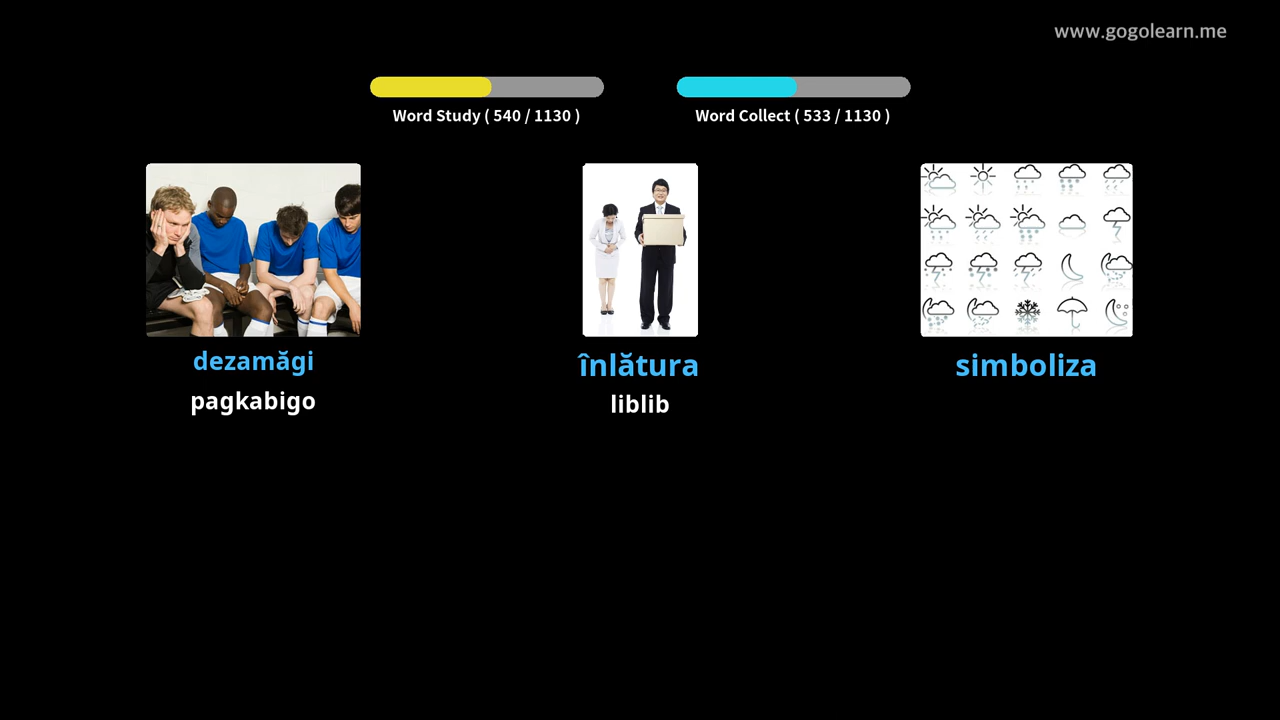 www.gogolearn.me
Word Study ( 540 / 1130 )
Word Collect ( 533 / 1130 )
dezamăgi
pagkabigo
înlătura
liblib
simboliza